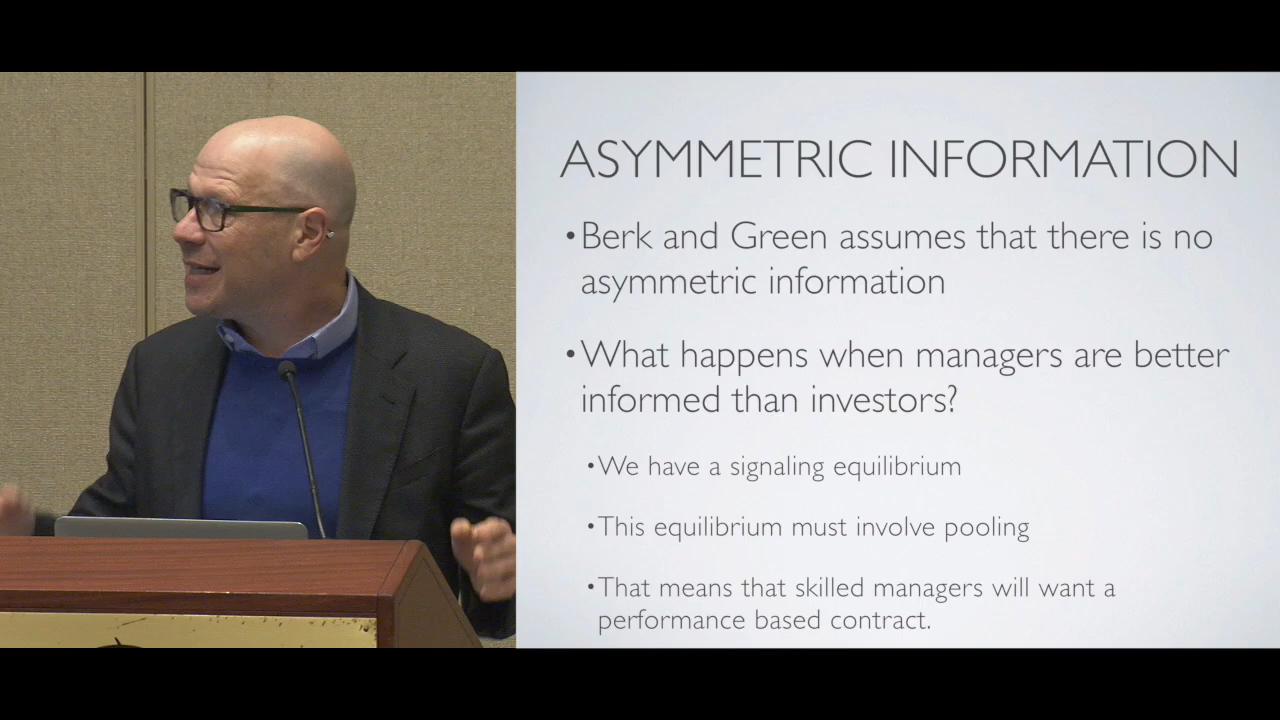 ASYMMETRIC INFORMATION
•Berk and Green assumes that there is no
asymmetric information
•What happens when managers are better
informed than investors?
•We have a signaling equilibrium
•This equilibrium must involve pooling
•That means that skilled managers will want a
performance based contract.